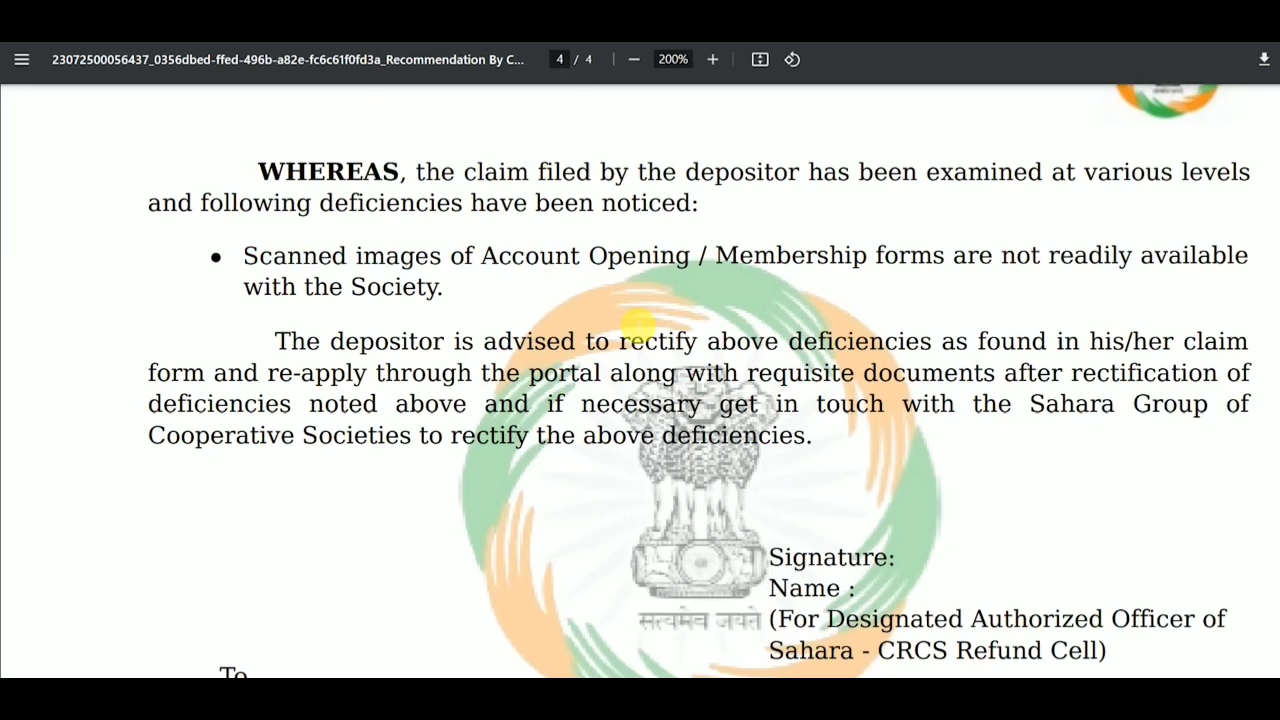 23072500056437_0356dbed-ffed-496b-a82e-fc6c61f0fd3a_Recommendation By C... 4 / 4 200%
WHEREAS, the claim filed by the depositor has been examined at various levels
and following deficiencies have been noticed:
• Scanned images of Account Opening / Membership forms are not readily available
with the Society.
The depositor is advised to rectify above deficiencies as found in his/her claim
form and re-apply through the portal along with requisite documents after rectification of
deficiencies noted above and if necessary get in touch with the Sahara Group of
Cooperative Societies to rectify the above deficiencies.
Signature:
Name :
सत्यमेव जयते (For Designated Authorized Officer of
Sahara - CRCS Refund Cell)
To